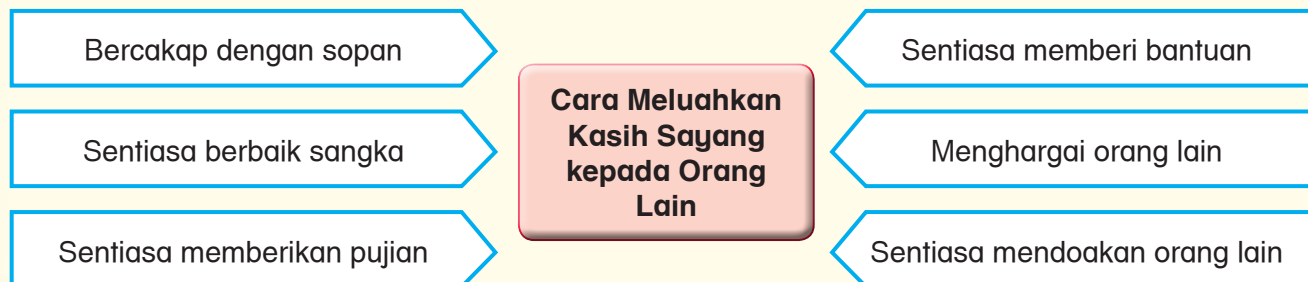 Bercakap dengan sopan
Sentiasa berbaik sangka
Sentiasa memberikan pujian
Cara Meluahkan
Kasih Sayang
kepada Orang
Lain
Sentiasa memberi bantuan
Menghargai orang lain
Sentiasa mendoakan orang lain